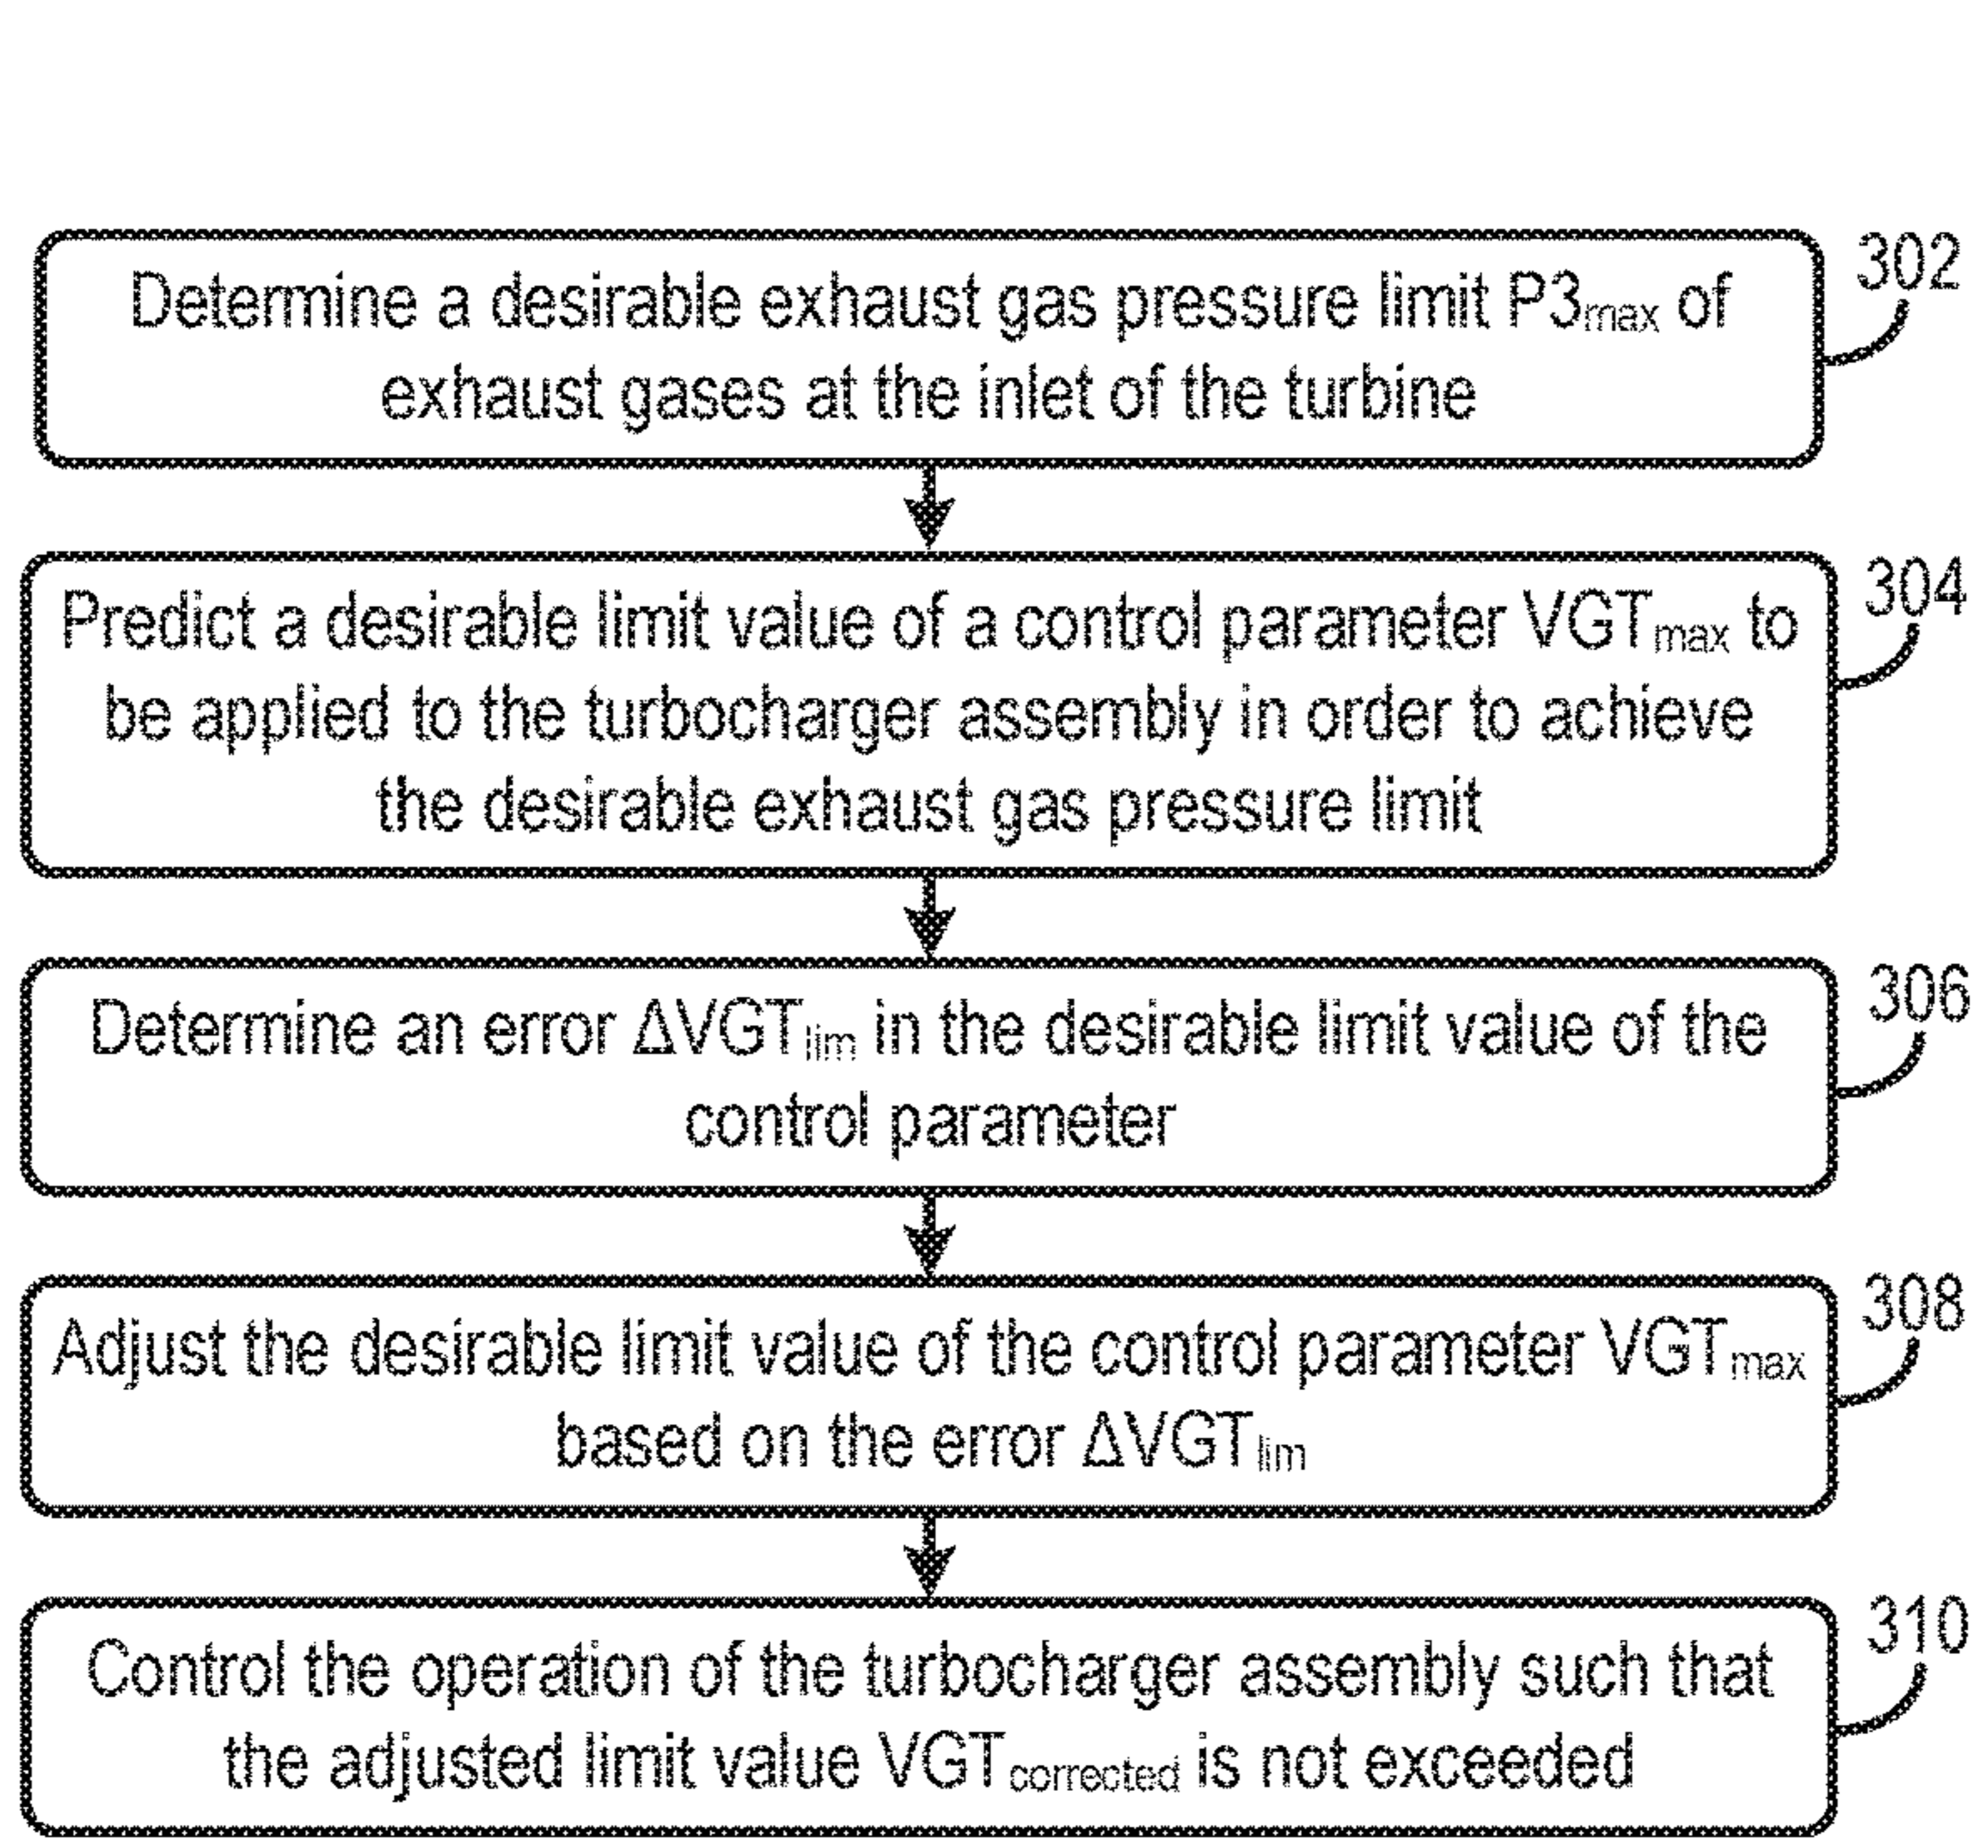 Determine a desirable exhaust gas pressure limit P3max of
exhaust gases at the inlet of the turbine
302
Predict a desirable limit value of a control parameter VGTmax to
be applied to the turbocharger assembly in order to achieve
the desirable exhaust gas pressure limit
304
Determine an error ΔVGTlim in the desirable limit value of the
control parameter
306
Adjust the desirable limit value of the control parameter VGTmax
based on the error ΔVGTlim
308
Control the operation of the turbocharger assembly such that
the adjusted limit value VGTcorrected is not exceeded
310